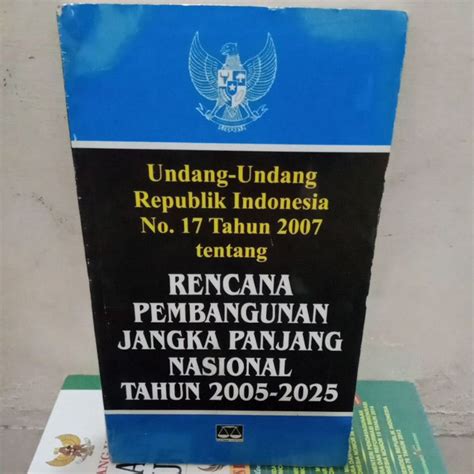 Undang-Undang
Republik Indonesia
No. 17 Tahun 2007
tentang
RENCANA
PEMBANGUNAN
JANGKA PANJANG
NASIONAL
TAHUN 2005-2025